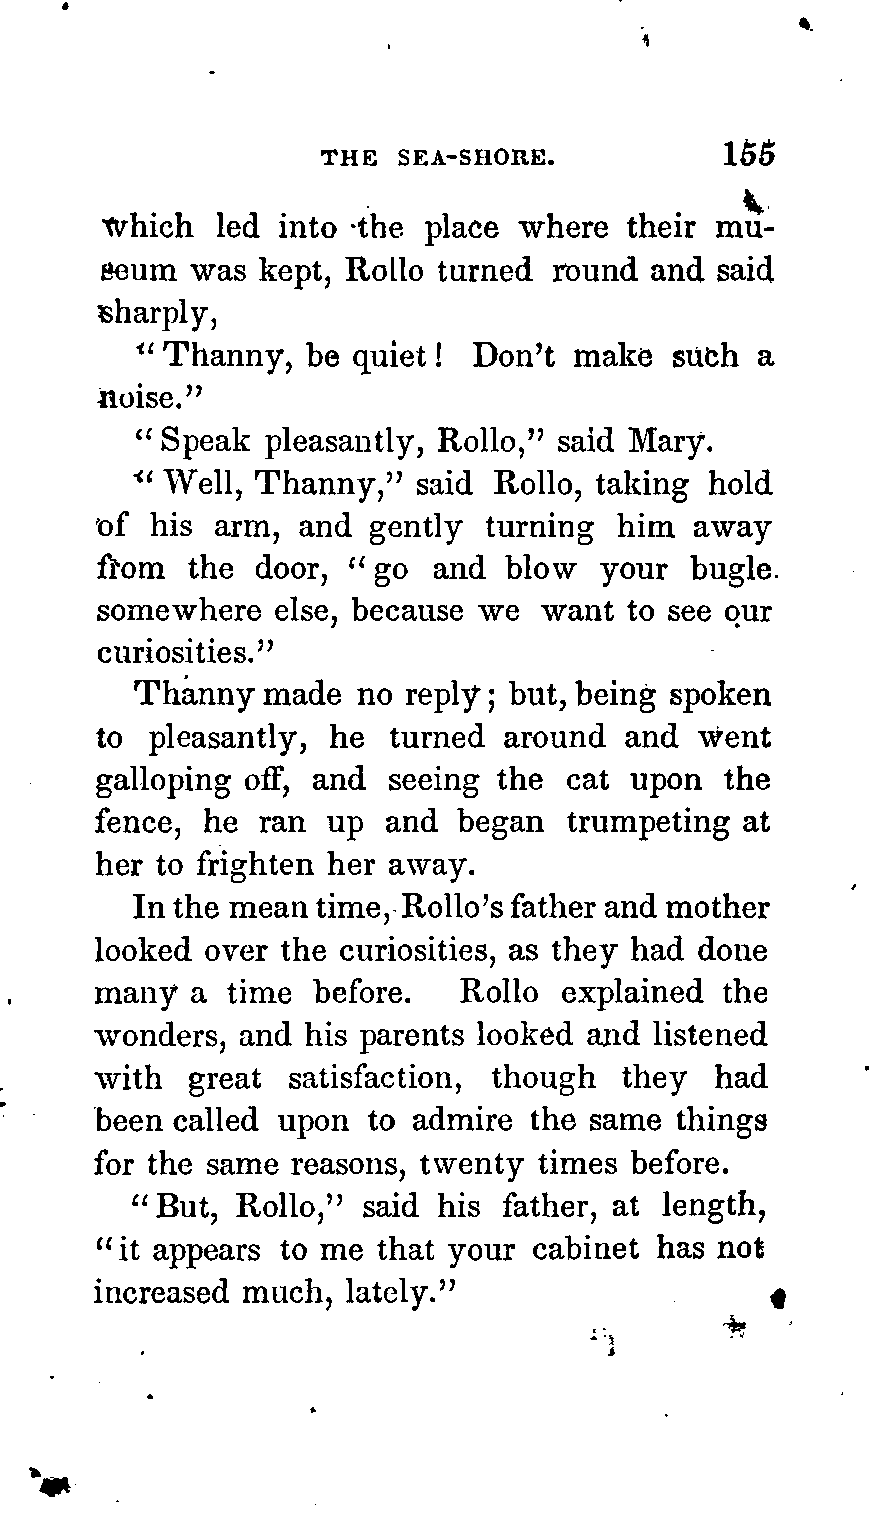 THE SEA-SHORE. 155
which led into the place where their mu-
seum was kept, Rollo turned round and said
sharply,
"Thanny, be quiet! Don't make such a
noise."
"Speak pleasantly, Rollo," said Mary.
"Well, Thanny," said Rollo, taking hold
of his arm, and gently turning him away
from the door, "go and blow your bugle
somewhere else, because we want to see our
curiosities."
Thanny made no reply; but, being spoken
to pleasantly, he turned around and went
galloping off, and seeing the cat upon the
fence, he ran up and began trumpeting at
her to frighten her away.
In the mean time, Rollo's father and mother
looked over the curiosities, as they had done
many a time before. Rollo explained the
wonders, and his parents looked and listened
with great satisfaction, though they had
been called upon to admire the same things
for the same reasons, twenty times before.
"But, Rollo," said his father, at length,
"it appears to me that your cabinet has not
increased much, lately."